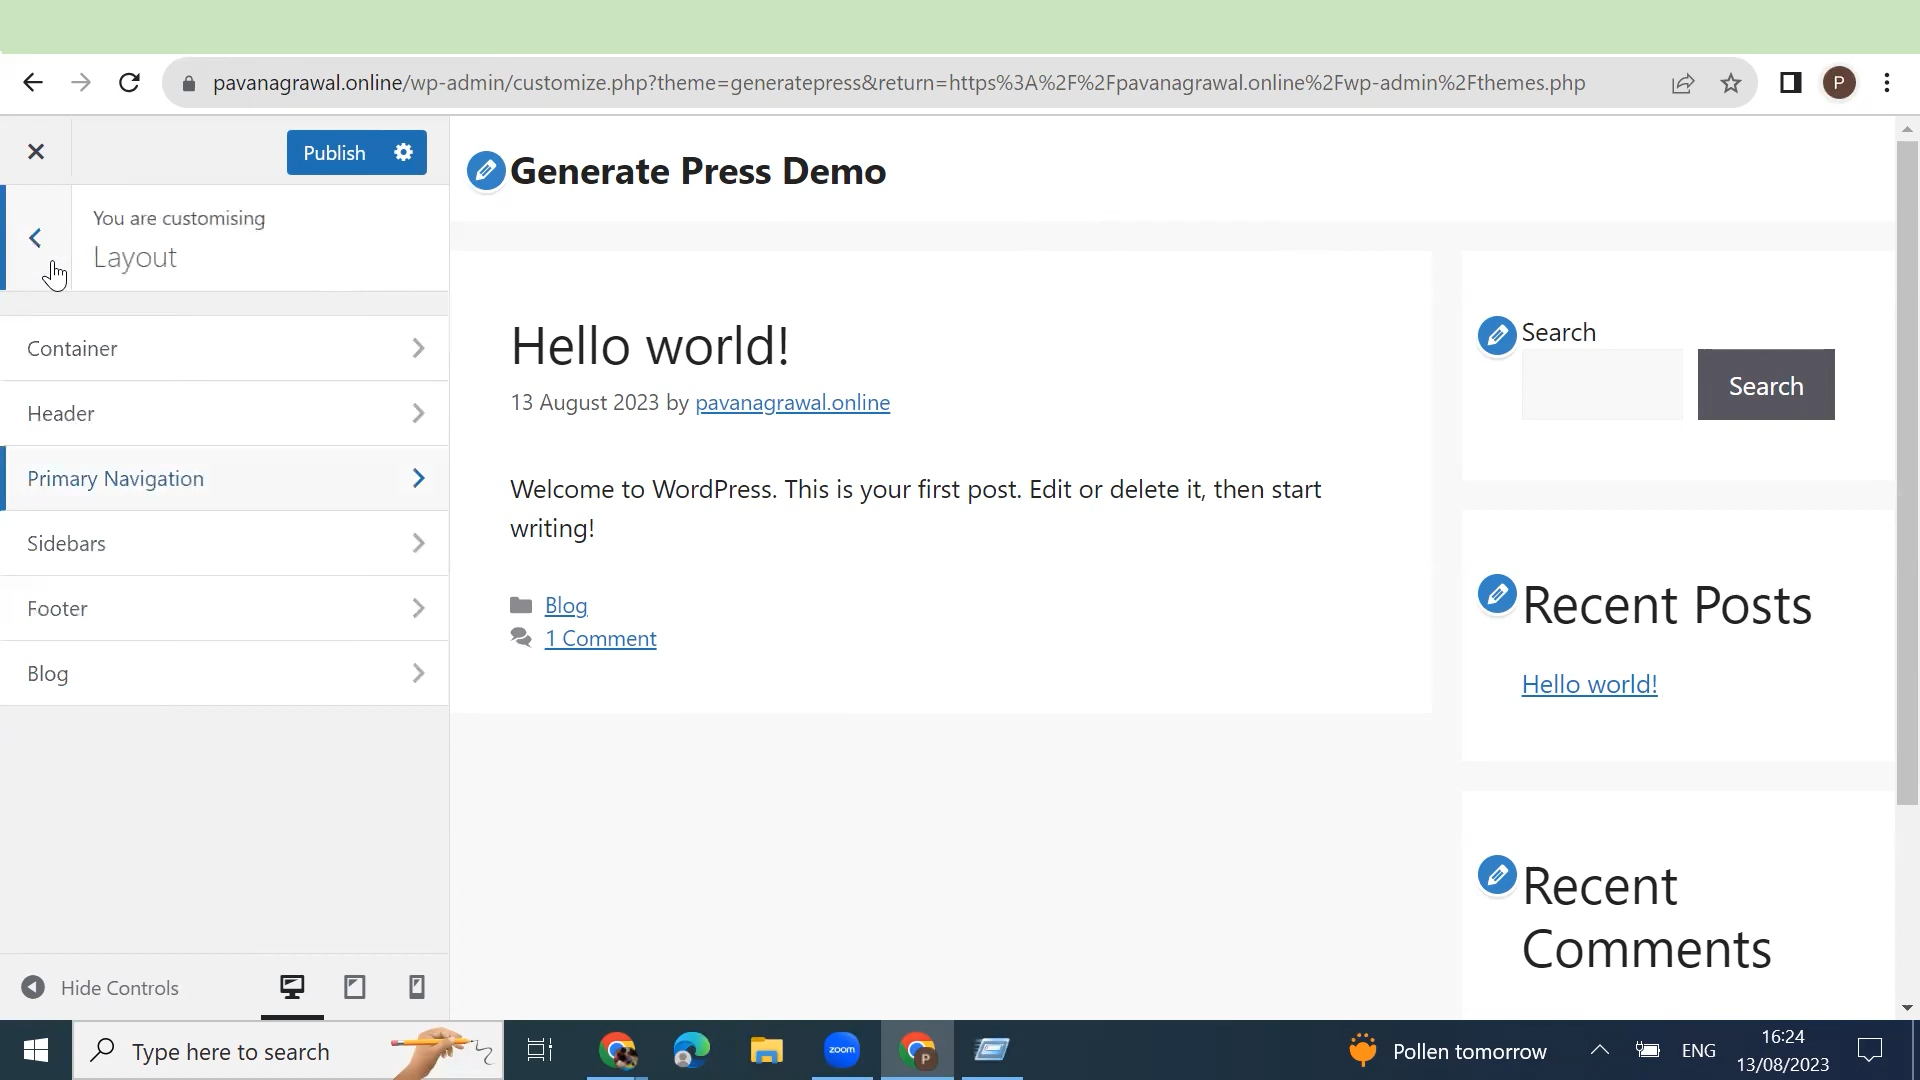 pavanagrawal.online/wp-admin/customize.php?theme=generatepress&return=https%3A%2F%2Fpavanagrawal.online%2Fwp-admin%2Fthemes.php
P
Publish
You are customising
Layout
Container
Header
Primary Navigation
Sidebars
Footer
Blog
Hide Controls
Generate Press Demo
Hello world!
13 August 2023 by pavanagrawal.online
Welcome to WordPress. This is your first post. Edit or delete it, then start
writing!
Blog
1 Comment
Search
Search
Recent Posts
Hello world!
Recent
Comments
Type here to search
zoom
P
Pollen tomorrow
ENG
16:24
13/08/2023